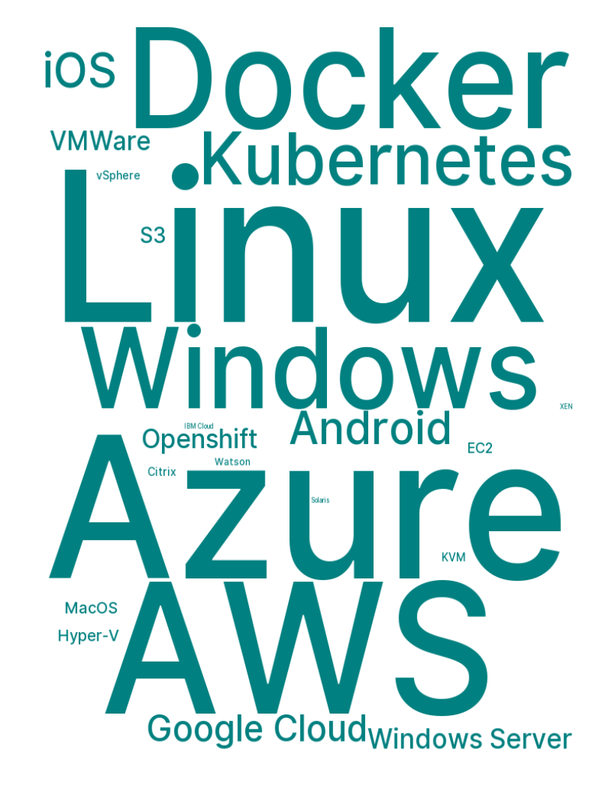 iOS
Docker
VMWare
Kubernetes
vSphere
Linux
S3
Windows
XEN
IBM Cloud
Android
Openshift
EC2
Watson
Citrix
Azure
Solaris
KVM
AWS
MacOS
Hyper-V
Google Cloud
Windows Server